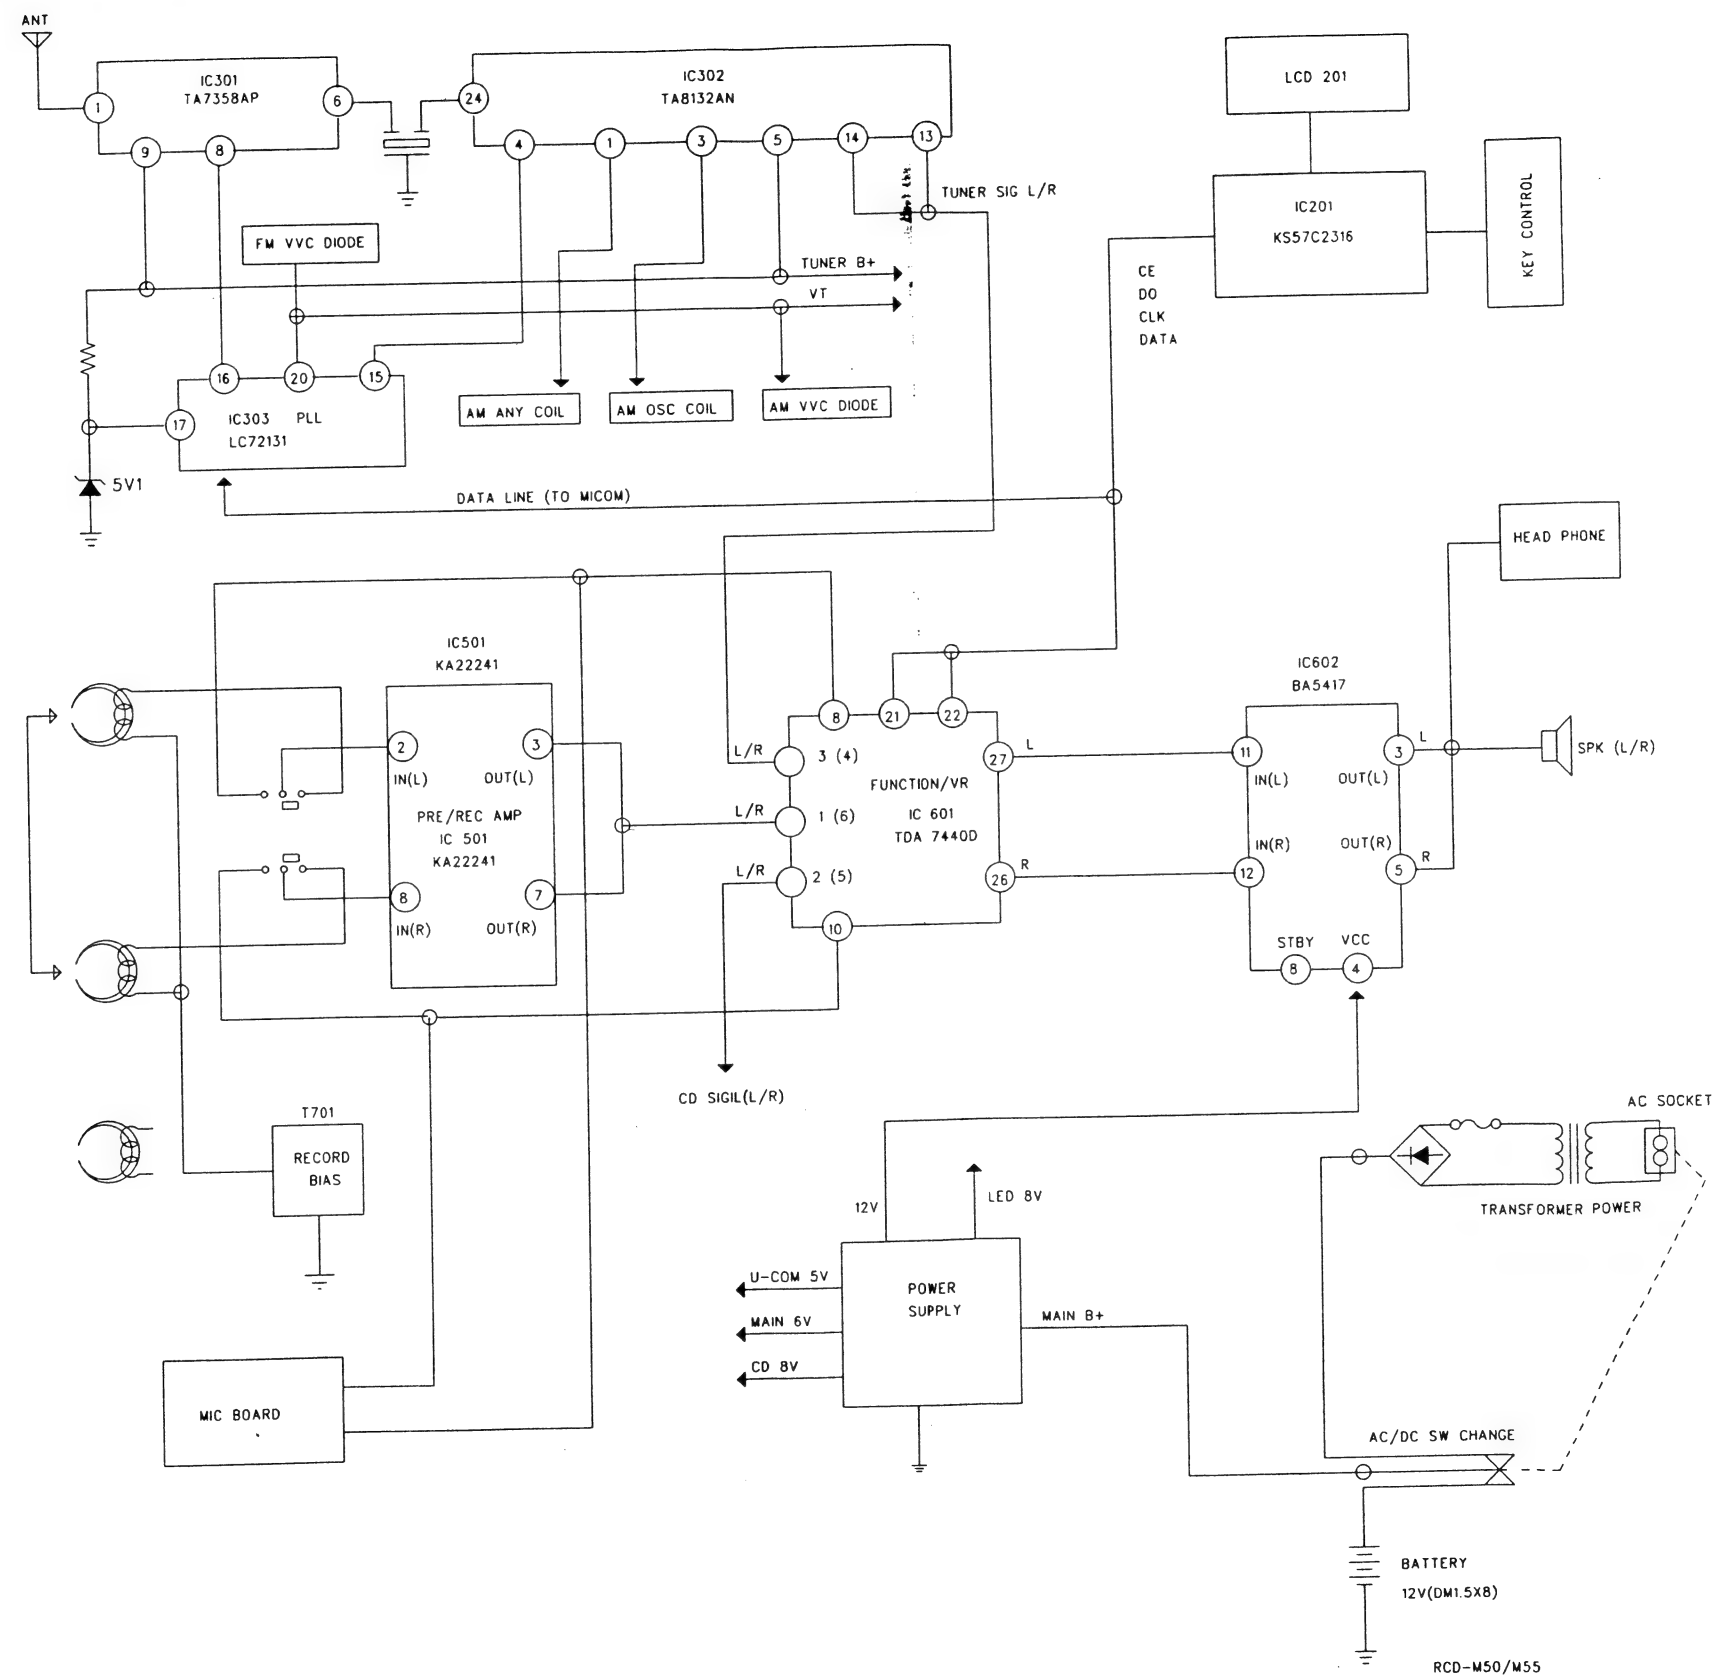 ANT
IC301
TA7358AP
1
6
9
8
IC302
TA8132AN
24
4
1
3
5
14
13
TUNER SIG L/R
LCD 201
IC201
KS57C2316
KEY CONTROL
CE
DO
CLK
DATA
FM VVC DIODE
TUNER B+
VT
16
20
15
17
IC303 PLL
LC72131
AM ANY COIL
AM OSC COIL
AM VVC DIODE
5V1
DATA LINE (TO MICOM)
HEAD PHONE
IC501
KA22241
2
3
IN(L)
OUT(L)
PRE/REC AMP
IC 501
KA22241
8
7
IN(R)
OUT(R)
8
21
22
L/R
3 (4)
27
L
FUNCTION/VR
L/R
1 (6)
IC 601
TDA 7440D
L/R
2 (5)
26
R
10
IC602
BA5417
11
3
L
IN(L)
OUT(L)
SPK (L/R)
IN(R)
OUT(R)
12
5
R
STBY
VCC
8
4
CD SIGIL(L/R)
T701
RECORD
BIAS
AC SOCKET
TRANSFORMER POWER
12V
LED 8V
U-COM 5V
MAIN 6V
CD 8V
POWER
SUPPLY
MAIN B+
MIC BOARD
AC/DC SW CHANGE
BATTERY
12V(DM1.5X8)
RCD-M50/M55